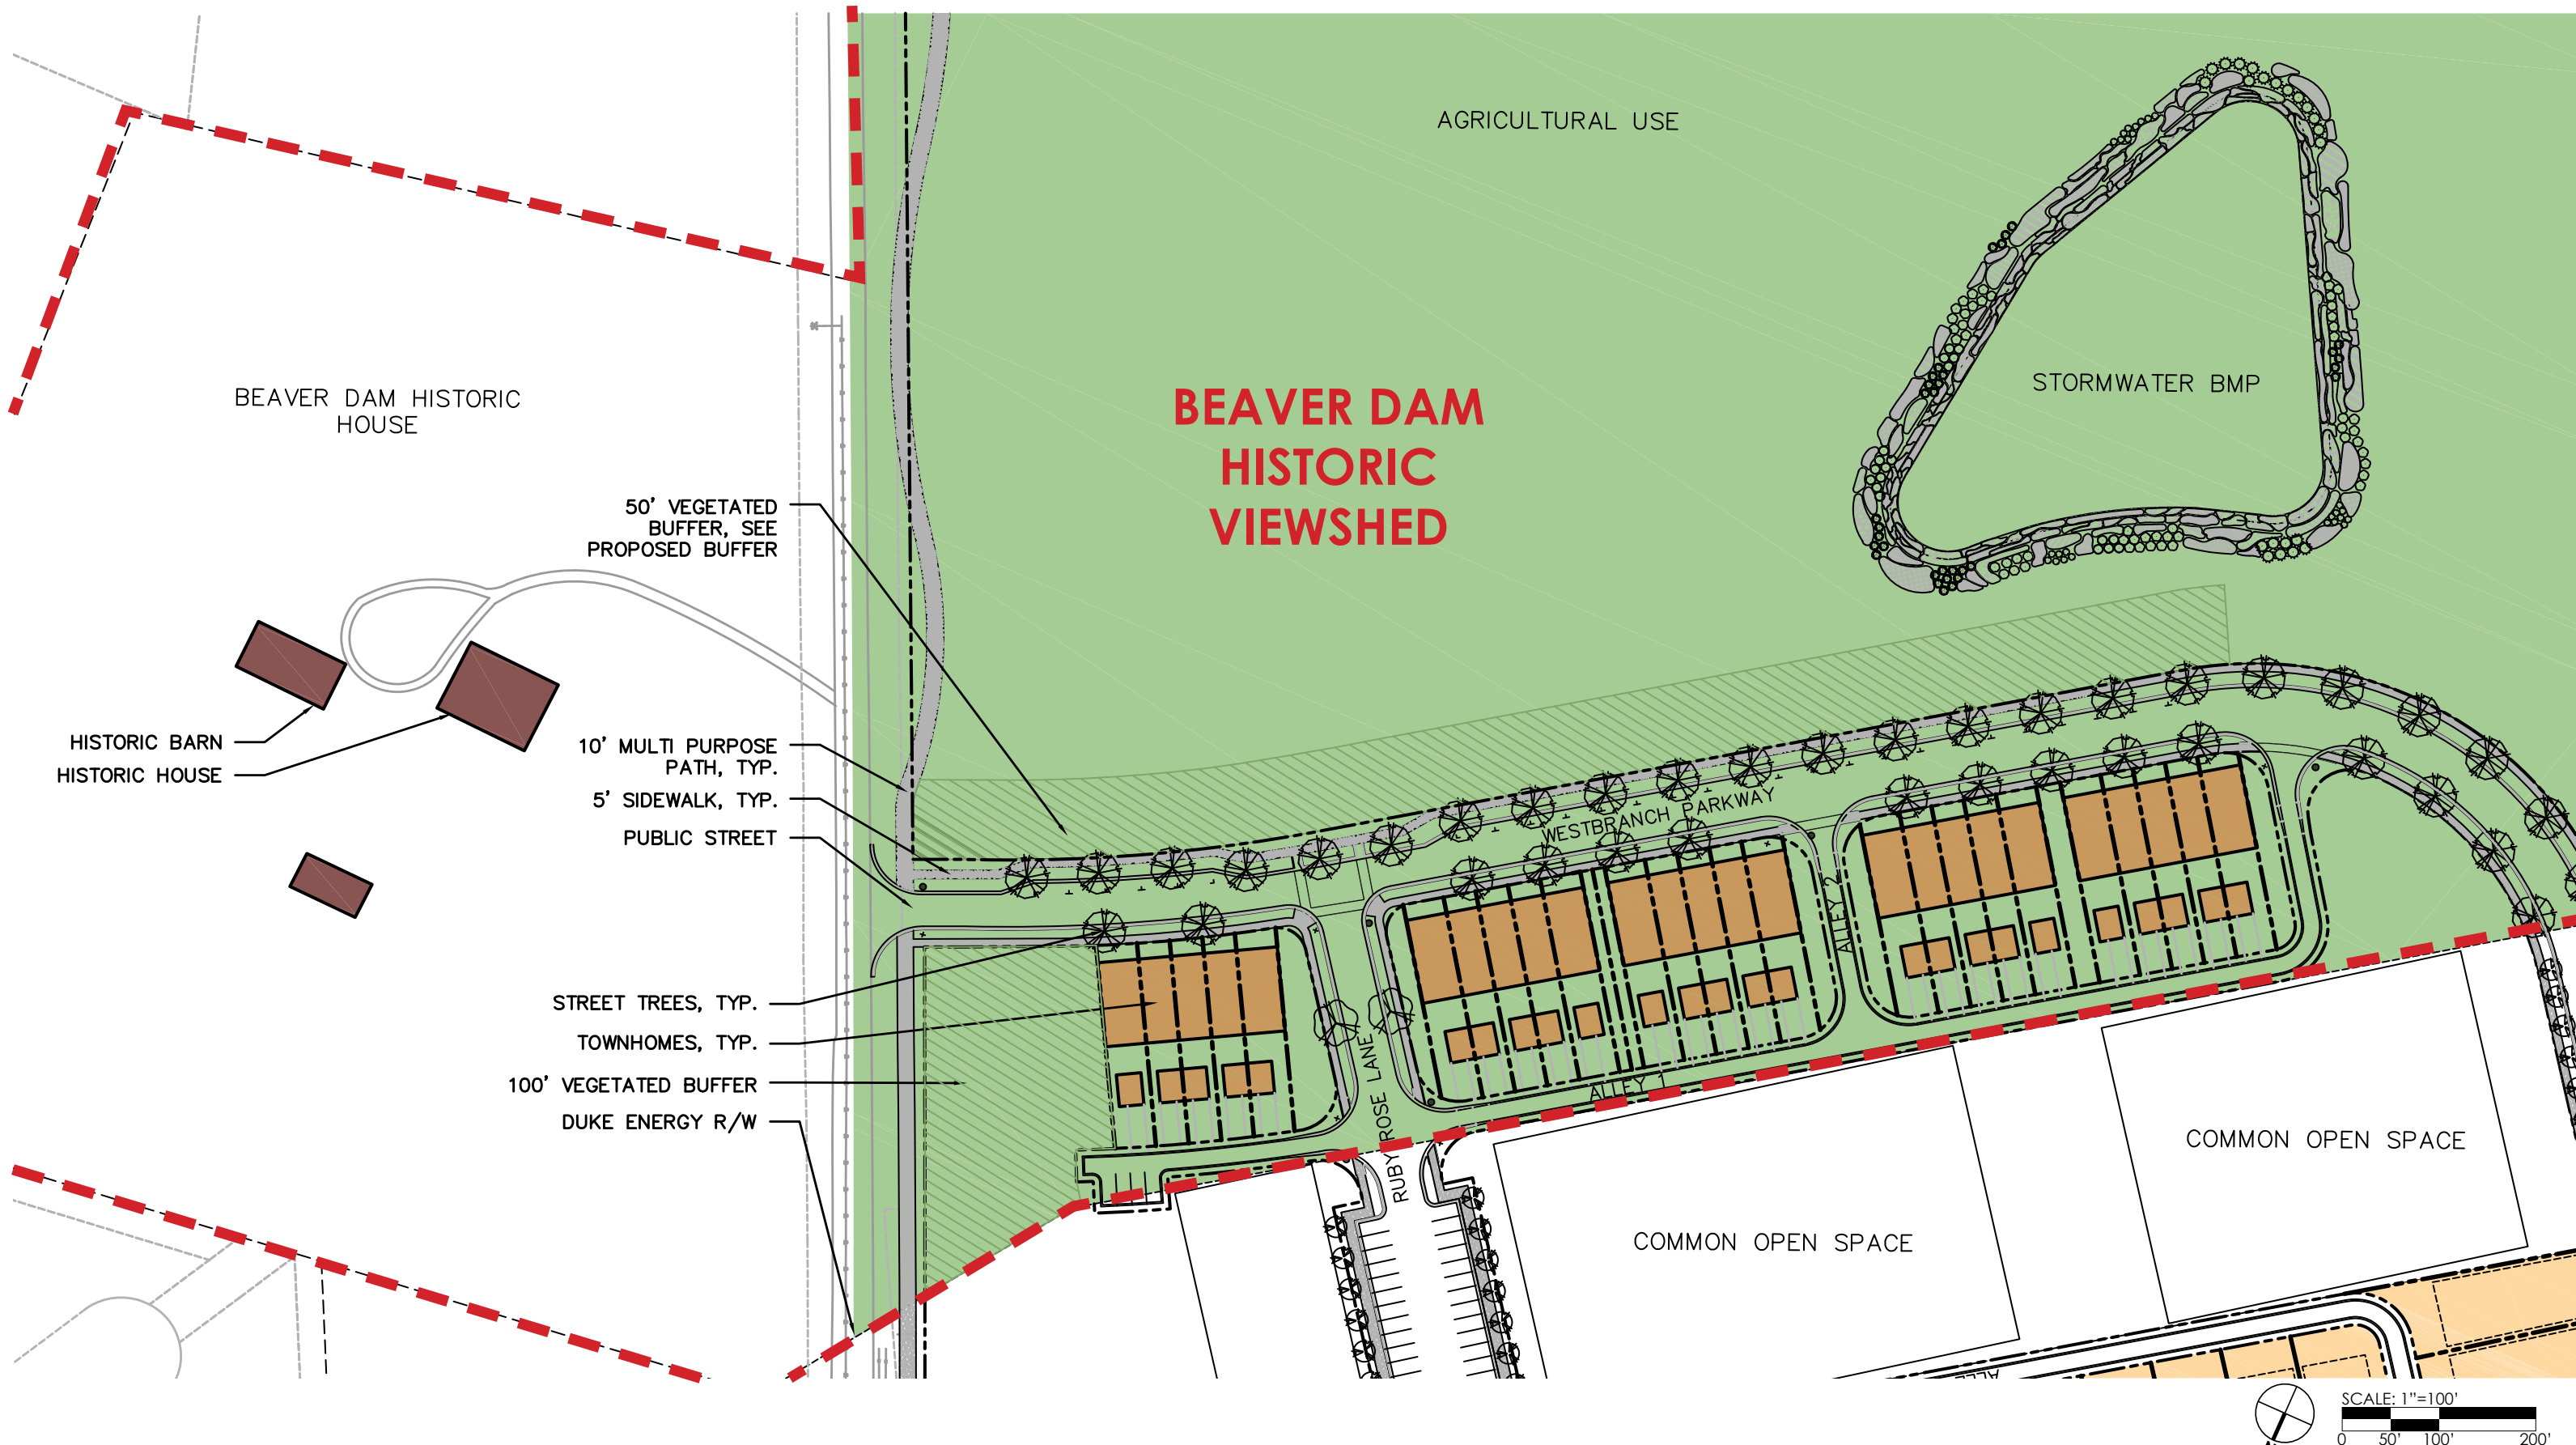 AGRICULTURAL USE
STORMWATER BMP
BEAVER DAM HISTORIC
HOUSE
BEAVER DAM
HISTORIC
VIEWSHED
50' VEGETATED
BUFFER, SEE
PROPOSED BUFFER
HISTORIC BARN
HISTORIC HOUSE
10' MULTI PURPOSE
PATH, TYP.
5' SIDEWALK, TYP.
PUBLIC STREET
WESTBRANCH PARKWAY
ALLEY 2
STREET TREES, TYP.
TOWNHOMES, TYP.
100' VEGETATED BUFFER
DUKE ENERGY R/W
RUBY ROSE LANE
ALLEY 1
COMMON OPEN SPACE
COMMON OPEN SPACE
SCALE: 1"=100'
0 50' 100' 200'